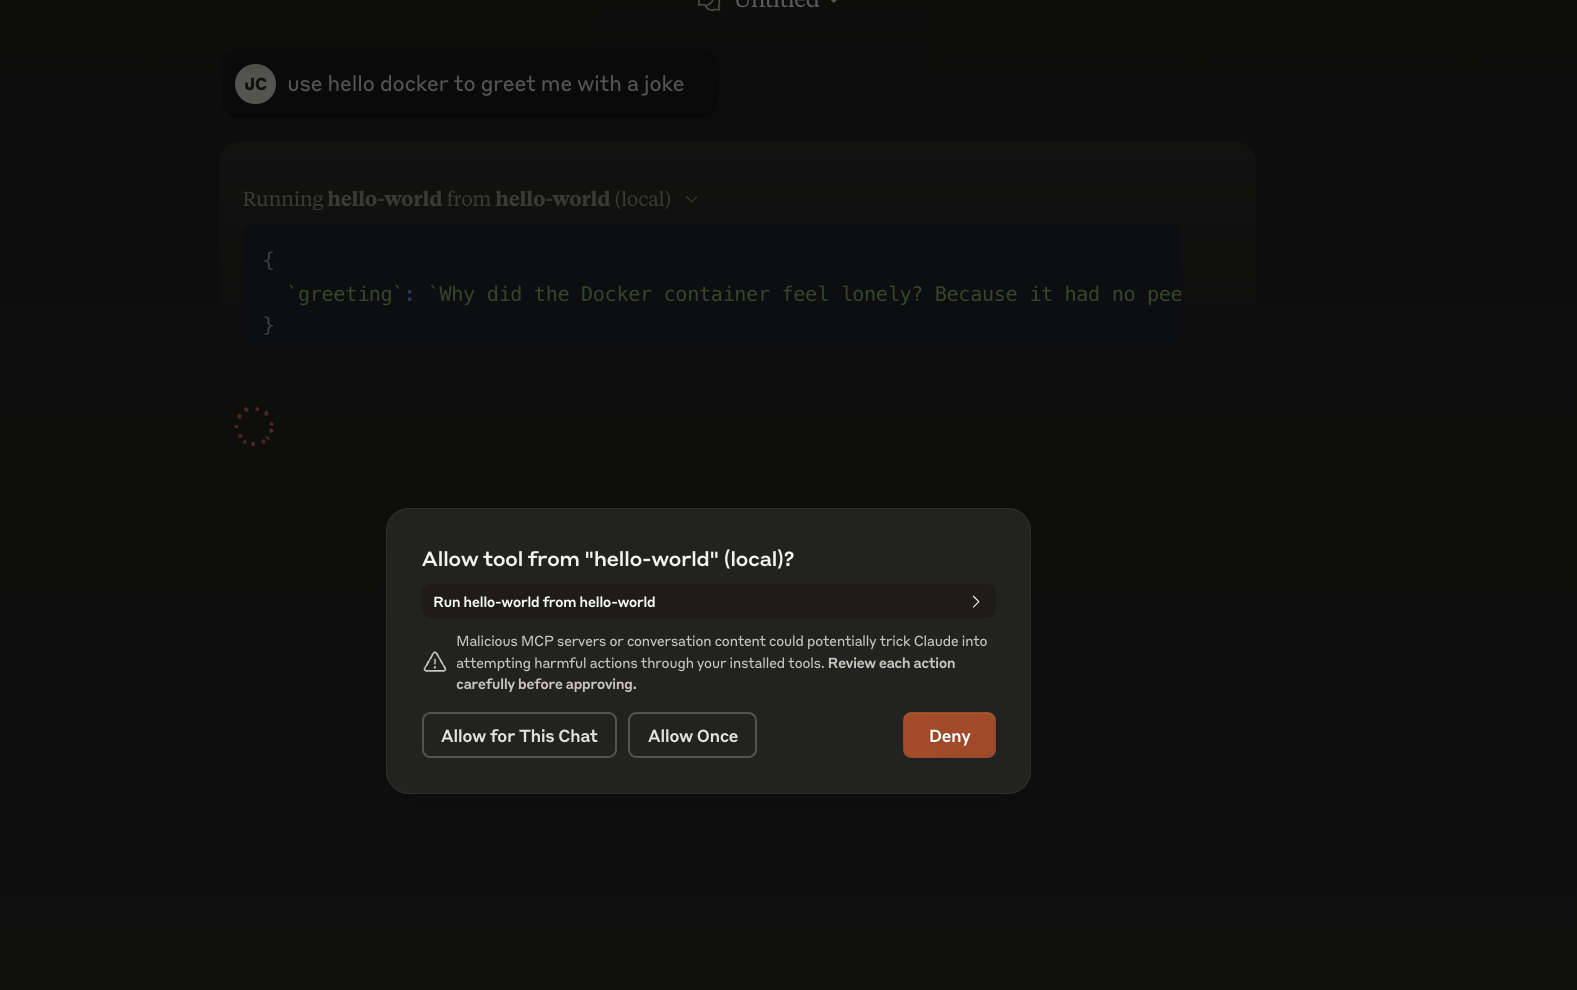 Untitled
JC
use hello docker to greet me with a joke
Running hello-world from hello-world (local)
{
`greeting`: `Why did the Docker container feel lonely? Because it had no pee
}
Allow tool from "hello-world" (local)?
Run hello-world from hello-world
Malicious MCP servers or conversation content could potentially trick Claude into
attempting harmful actions through your installed tools. Review each action
carefully before approving.
Allow for This Chat
Allow Once
Deny